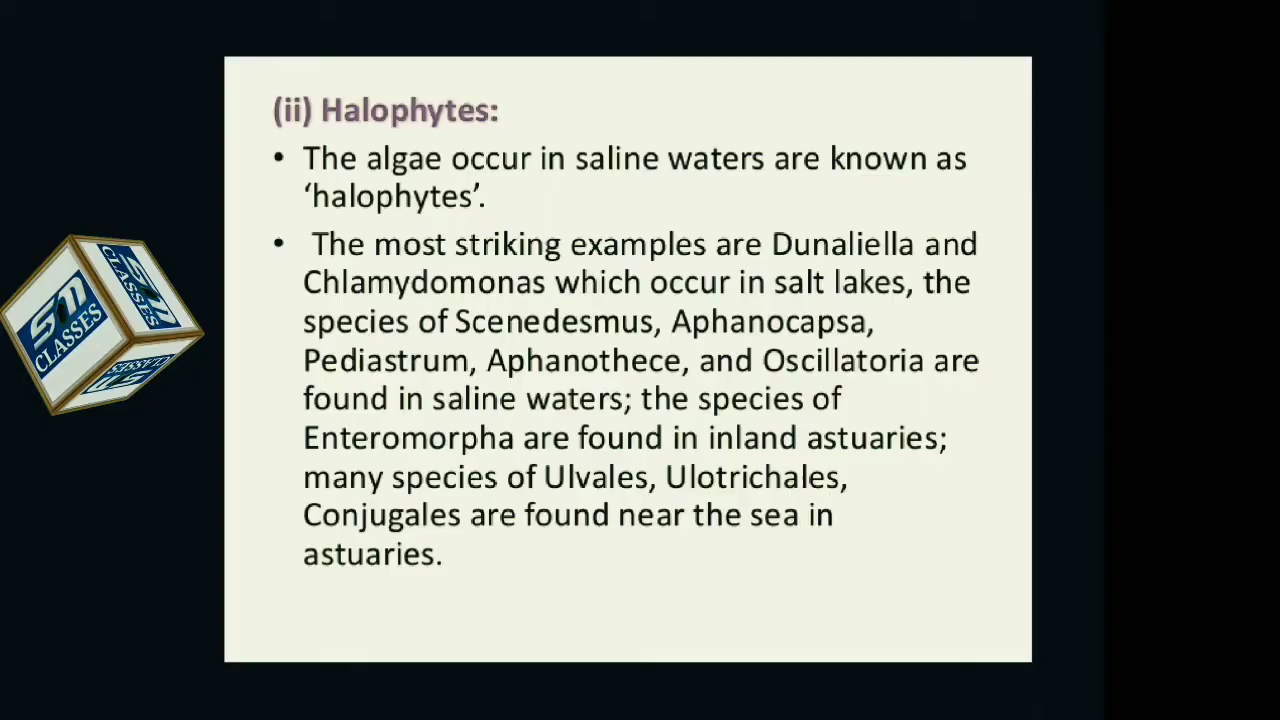 (ii) Halophytes:
• The algae occur in saline waters are known as
‘halophytes’.
• The most striking examples are Dunaliella and
Chlamydomonas which occur in salt lakes, the
species of Scenedesmus, Aphanocapsa,
Pediastrum, Aphanothece, and Oscillatoria are
found in saline waters; the species of
Enteromorpha are found in inland astuaries;
many species of Ulvales, Ulotrichales,
Conjugales are found near the sea in
astuaries.
CLASSES
CLASSES
CLASSES